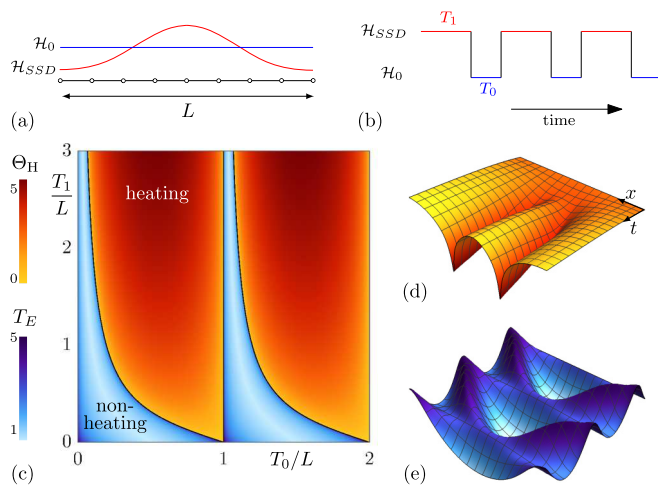 H₀
H_SSD
L
(a)
T₁
H_SSD
H₀
T₀
time
(b)
Θ_H
5
0
T_E
5
1
T₁/L
3
2
1
0
heating
non-
heating
1
T₀/L
2
(c)
x
t
(d)
(e)